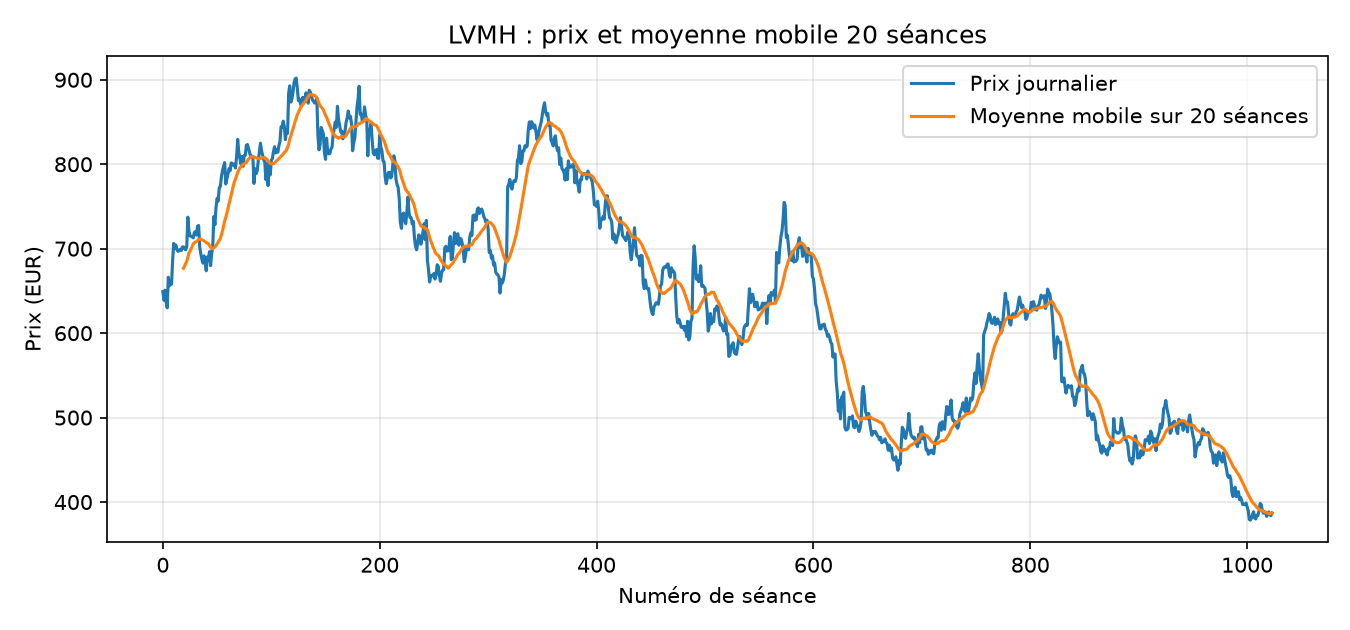 LVMH : prix et moyenne mobile 20 séances
Prix journalier
Moyenne mobile sur 20 séances
Prix (EUR)
900
800
700
600
500
400
0 200 400 600 800 1000
Numéro de séance